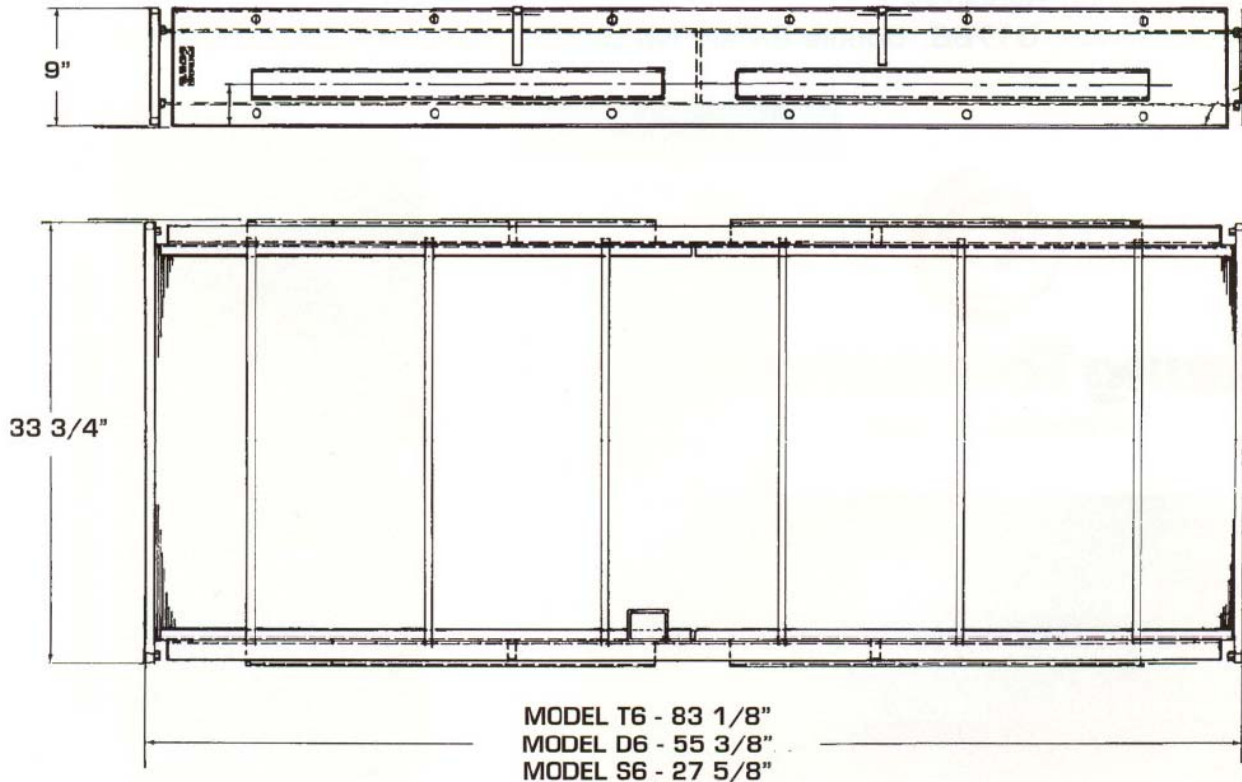 9"
33 3/4"
MODEL T6 - 83 1/8"
MODEL D6 - 55 3/8"
MODEL S6 - 27 5/8"